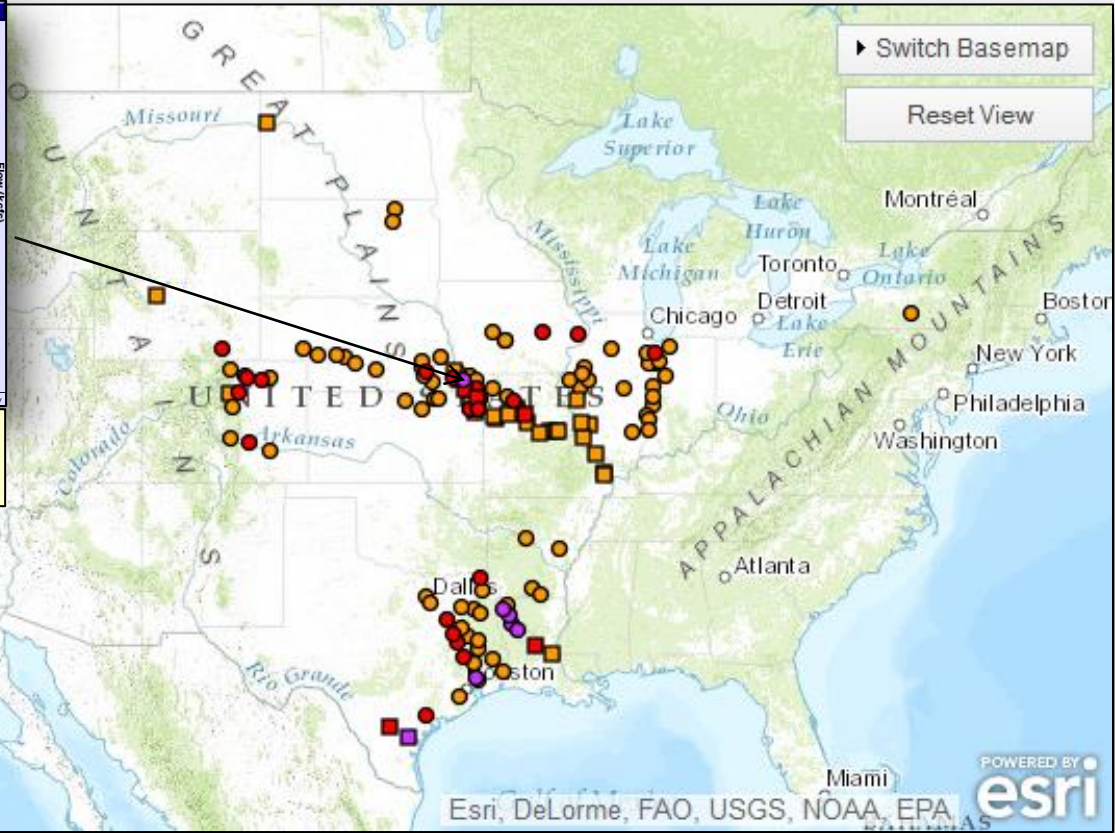 Switch Basemap
Reset View
GREAT PLAINS
Missouri
Lake
Superior
Montréal
Lake
Huron
Mississippi
Lake
Michigan
Toronto
Lake
Ontario
Chicago
Detroit
Boston
Lake
Erie
New York
UNITED STATES
Ohio
Philadelphia
Arkansas
Washington
Colorado
APPALACHIAN MOUNTAINS
Atlanta
Dallas
Rio Grande
Miami
POWERED BY
esri
Esri, DeLorme, FAO, USGS, NOAA, EPA